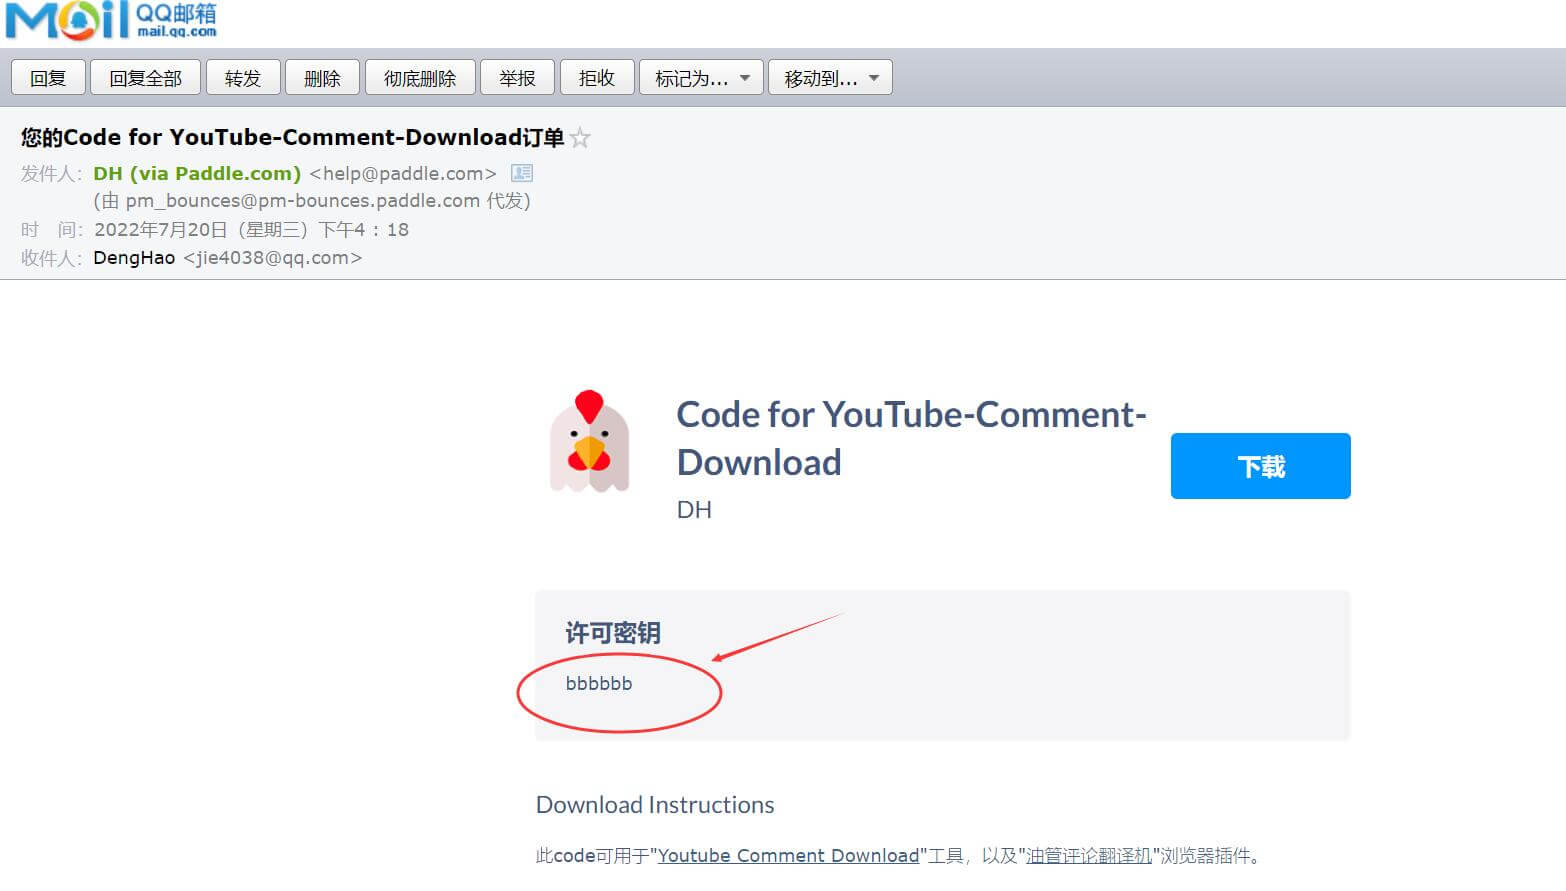 Mail QQ邮箱
mail.qq.com
回复 回复全部 转发 删除 彻底删除 举报 拒收 标记为... 移动到...
您的Code for YouTube-Comment-Download订单
发件人： DH (via Paddle.com) <help@paddle.com>
(由 pm_bounces@pm-bounces.paddle.com 代发)
时 间： 2022年7月20日（星期三）下午4：18
收件人： DengHao <jie4038@qq.com>
Code for YouTube-Comment-
Download
下载
DH
许可密钥
bbbbbb
Download Instructions
此code可用于"Youtube Comment Download"工具，以及"油管评论翻译机"浏览器插件。